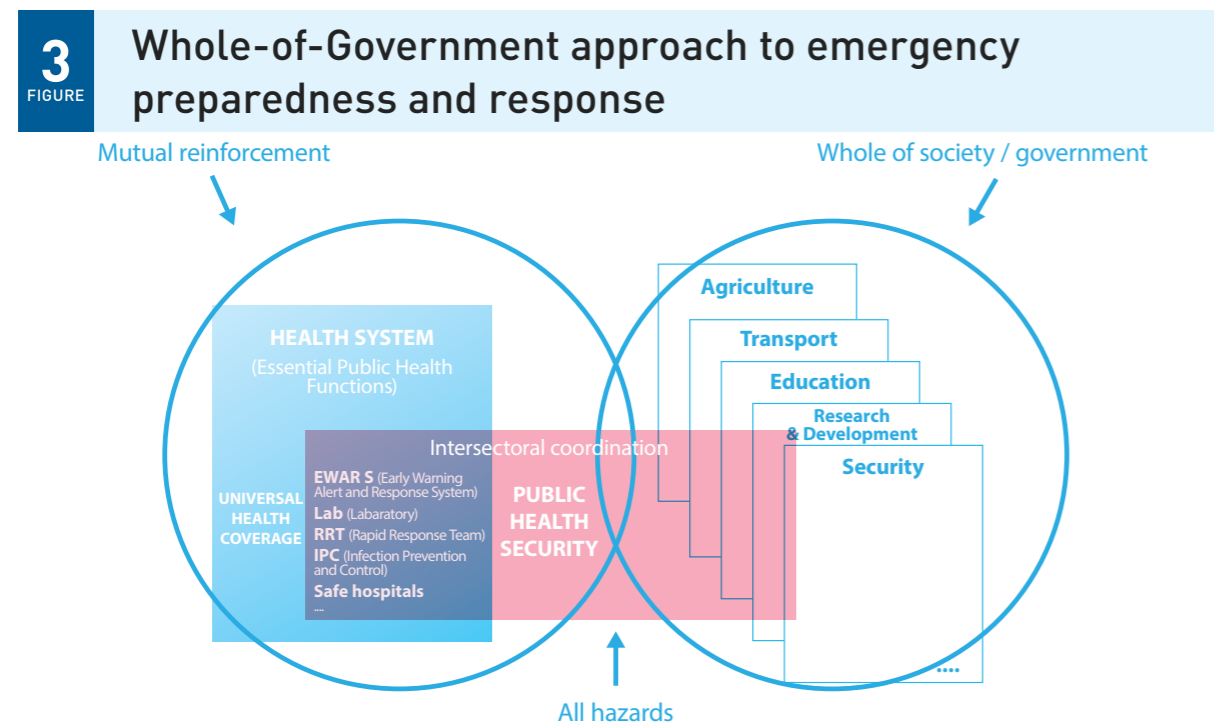 3
FIGURE
Whole-of-Government approach to emergency
preparedness and response
Mutual reinforcement
Whole of society / government
HEALTH SYSTEM
(Essential Public Health
Functions)
UNIVERSAL
HEALTH
COVERAGE
Intersectoral coordination
EWAR S (Early Warning
Alert and Response System)
Lab (Labaratory)
RRT (Rapid Response Team)
IPC (Infection Prevention
and Control)
Safe hospitals
....
PUBLIC
HEALTH
SECURITY
Agriculture
Transport
Education
Research
& Development
Security
....
All hazards